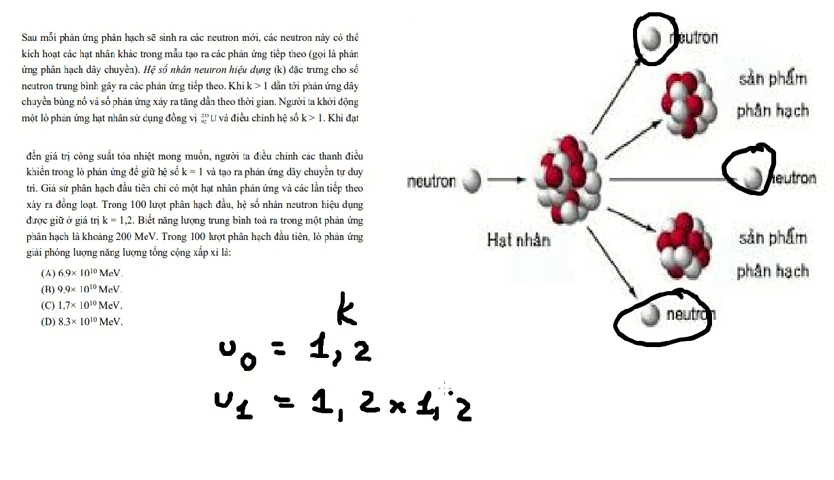 Sau mỗi phản ứng phân hạch sẽ sinh ra các neutron mới, các neutron này có thể
kích hoạt các hạt nhân khác trong mẫu tạo ra các phản ứng tiếp theo (gọi là phản
ứng phân hạch dây chuyền). Hệ số nhân neutron hiệu dụng (k) đặc trưng cho số
neutron trung bình gây ra các phản ứng tiếp theo. Khi k > 1 dẫn tới phản ứng dây
chuyền bùng nổ và số phản ứng xảy ra tăng dần theo thời gian. Người ta khởi động
một lò phản ứng hạt nhân sử dụng đồng vị ²³⁵₉₂U và điều chỉnh hệ số k > 1. Khi đạt
đến giá trị công suất tỏa nhiệt mong muốn, người ta điều chỉnh các thanh điều
khiển trong lò phản ứng để giữ hệ số k = 1 và tạo ra phản ứng dây chuyền tự duy
trì. Giả sử phân hạch đầu tiên chỉ có một hạt nhân phản ứng và các lần tiếp theo
xảy ra đồng loạt. Trong 100 lượt phân hạch đầu, hệ số nhân neutron hiệu dụng
được giữ ở giá trị k = 1,2. Biết năng lượng trung bình toả ra trong một phản ứng
phân hạch là khoảng 200 MeV. Trong 100 lượt phân hạch đầu tiên, lò phản ứng
giải phóng lượng năng lượng tổng cộng xấp xỉ là:
(A) 6,9× 10¹⁰ MeV.
(B) 9,9× 10¹⁰ MeV.
(C) 1,7× 10¹⁰ MeV.
(D) 8,3× 10¹⁰ MeV.
neutron
sản phẩm
phân hạch
neutron
neutron
Hạt nhân
sản phẩm
phân hạch
neutron
k
u₀ = 1,2
u₁ = 1,2 × 1,2